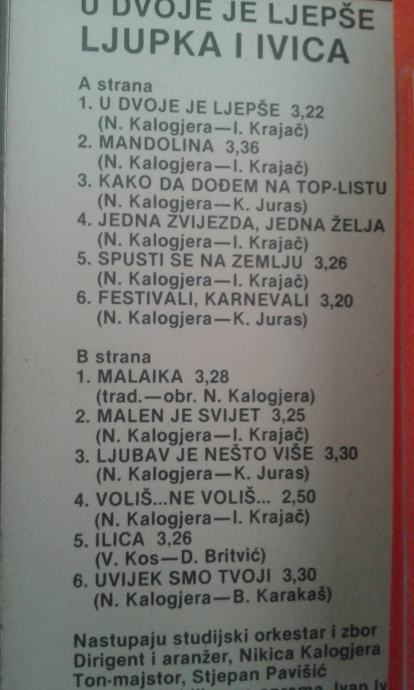 U DVOJE JE LJEPŠE
LJUPKA I IVICA
A strana
1. U DVOJE JE LJEPŠE 3,22
(N. Kalogjera—I. Krajač)
2. MANDOLINA 3,36
(N. Kalogjera—I. Krajač)
3. KAKO DA DOĐEM NA TOP-LISTU
(N. Kalogjera—K. Juras)
4. JEDNA ZVIJEZDA, JEDNA ŽELJA
(N. Kalogjera—I. Krajač)
5. SPUSTI SE NA ZEMLJU 3,26
(N. Kalogjera—I. Krajač)
6. FESTIVALI, KARNEVALI 3,20
(N. Kalogjera—K. Juras)
B strana
1. MALAIKA 3,28
(trad.—obr. N. Kalogjera)
2. MALEN JE SVIJET 3,25
(N. Kalogjera—I. Krajač)
3. LJUBAV JE NEŠTO VIŠE 3,30
(N. Kalogjera—K. Juras)
4. VOLIŠ...NE VOLIŠ... 2,50
(N. Kalogjera—I. Krajač)
5. ILICA 3,26
(V. Kos—D. Britvić)
6. UVIJEK SMO TVOJI 3,30
(N. Kalogjera—B. Karakaš)
Nastupaju studijski orkestar i zbor
Dirigent i aranžer, Nikica Kalogjera
Ton-majstor, Stjepan Pavišić